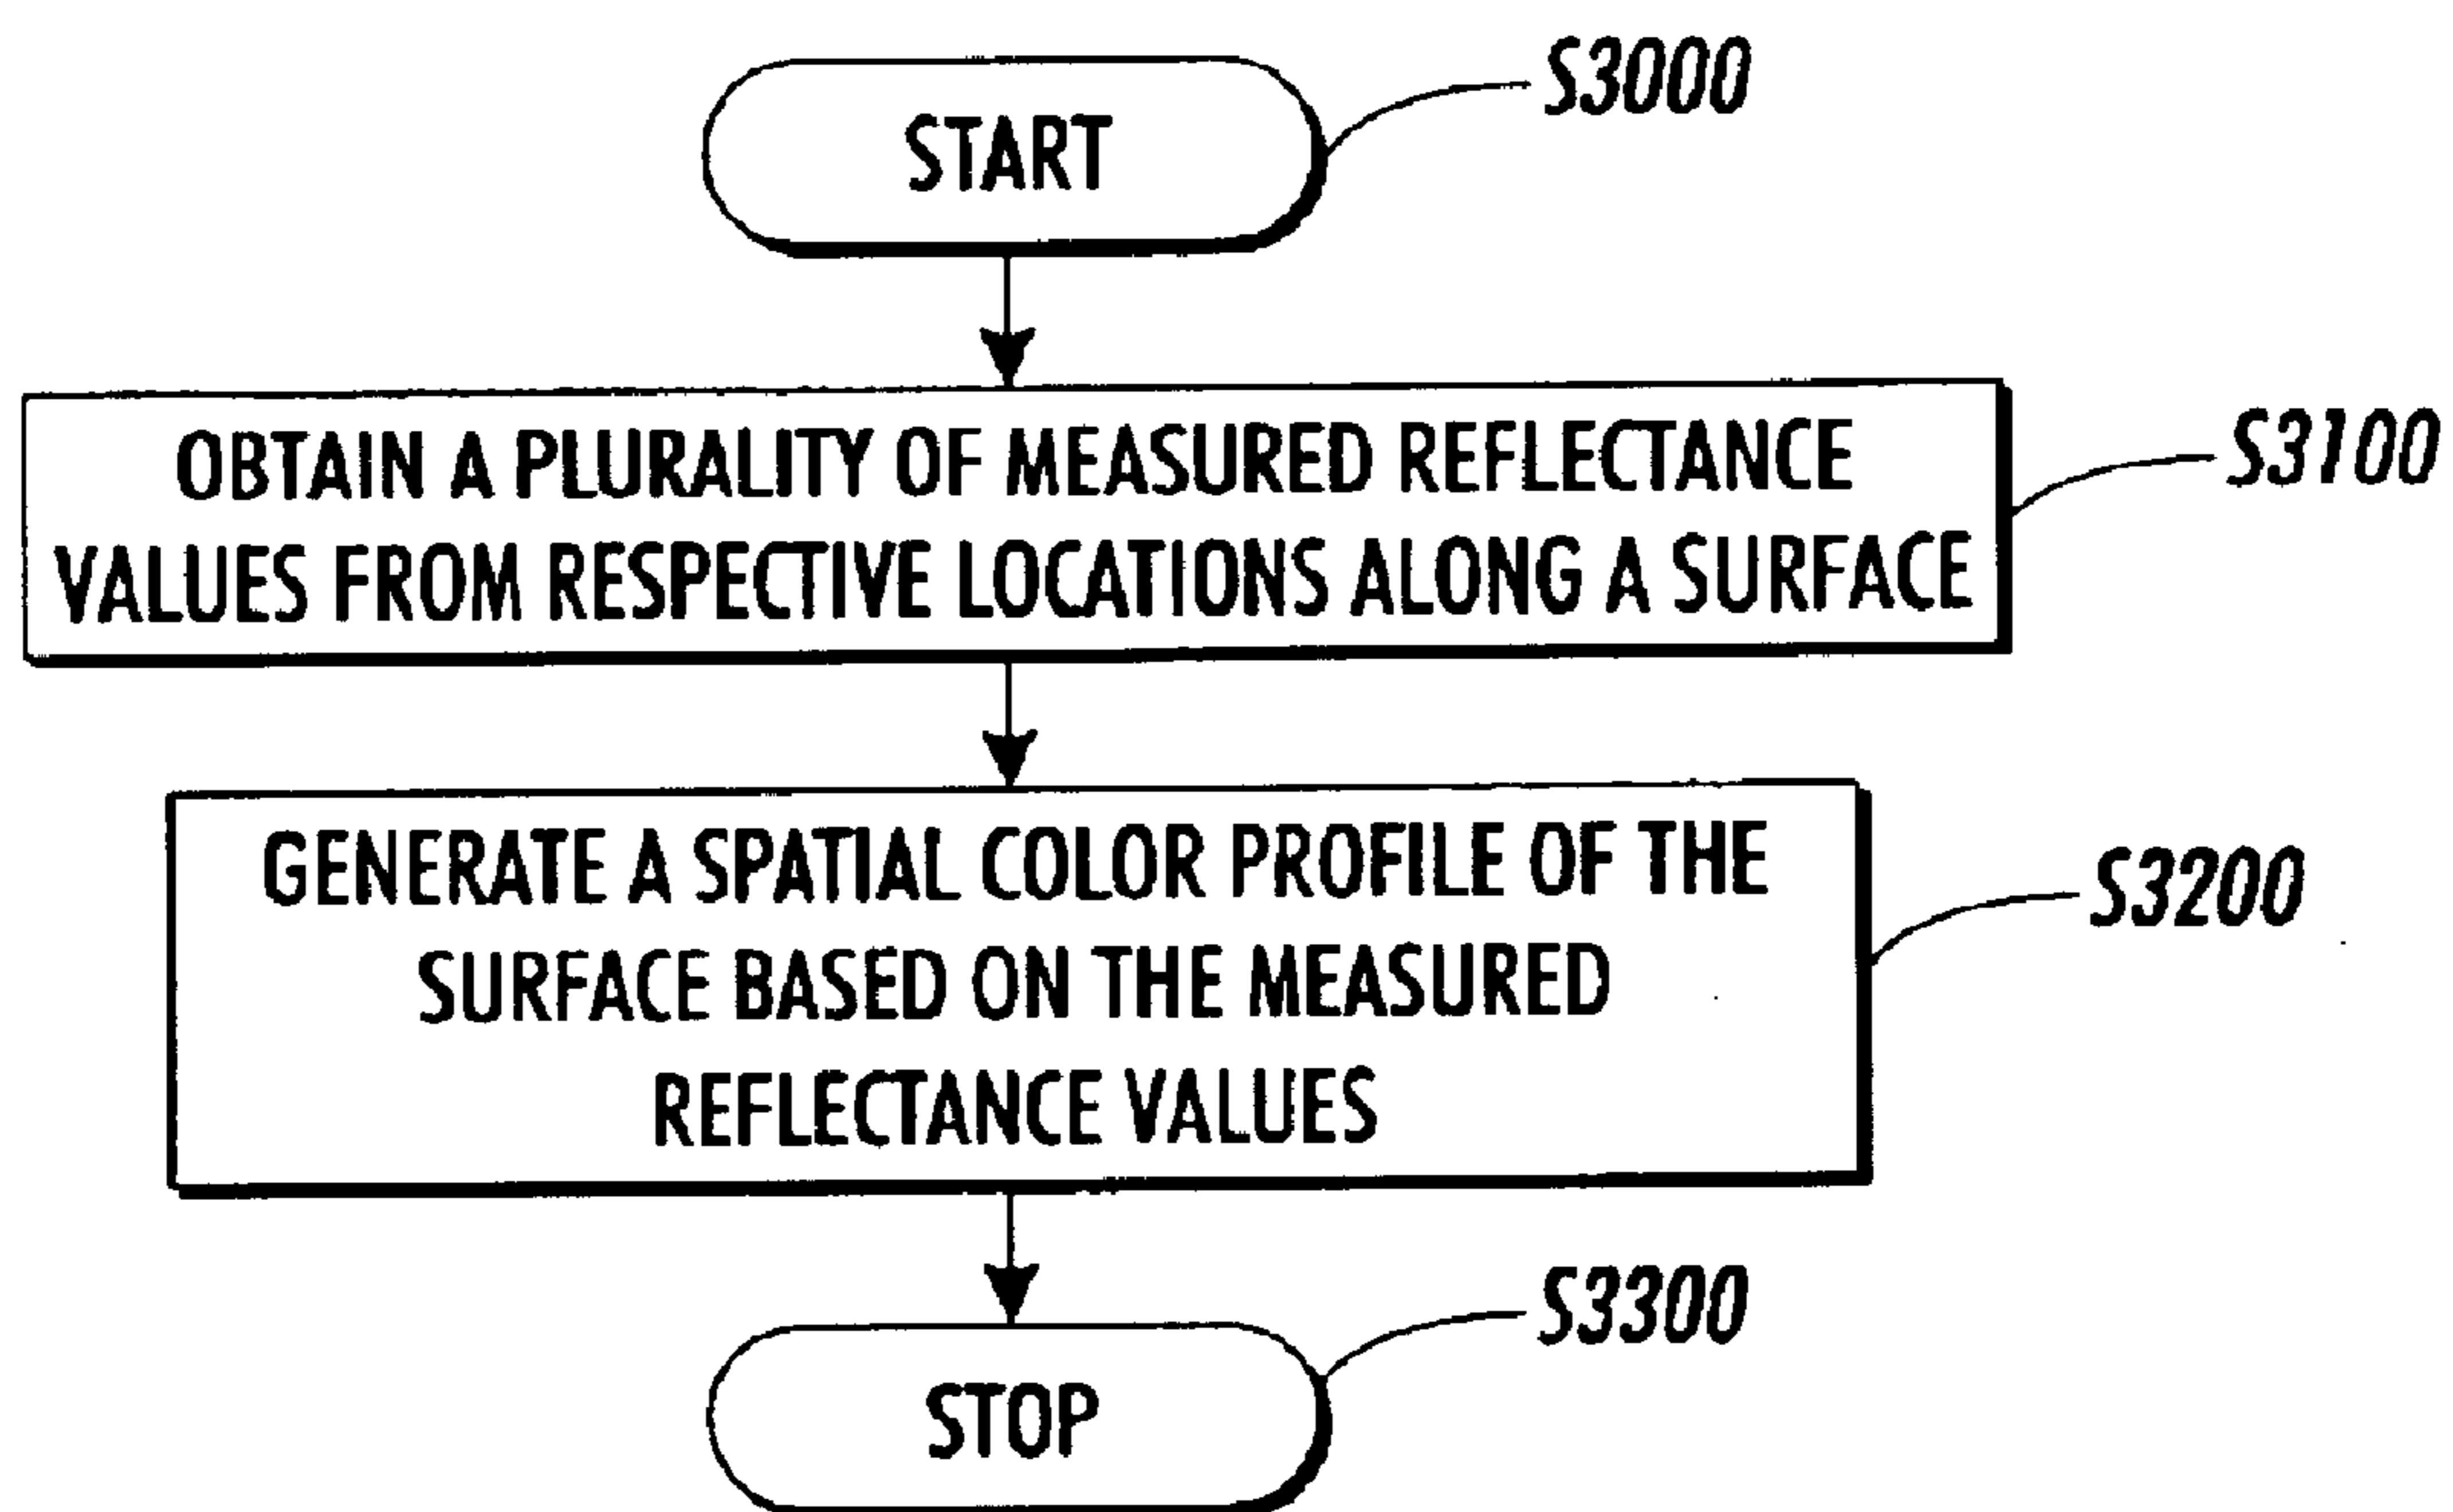 START
S3000
OBTAIN A PLURALITY OF MEASURED REFLECTANCE
VALUES FROM RESPECTIVE LOCATIONS ALONG A SURFACE
S3100
GENERATE A SPATIAL COLOR PROFILE OF THE
SURFACE BASED ON THE MEASURED
REFLECTANCE VALUES
S3200
STOP
S3300